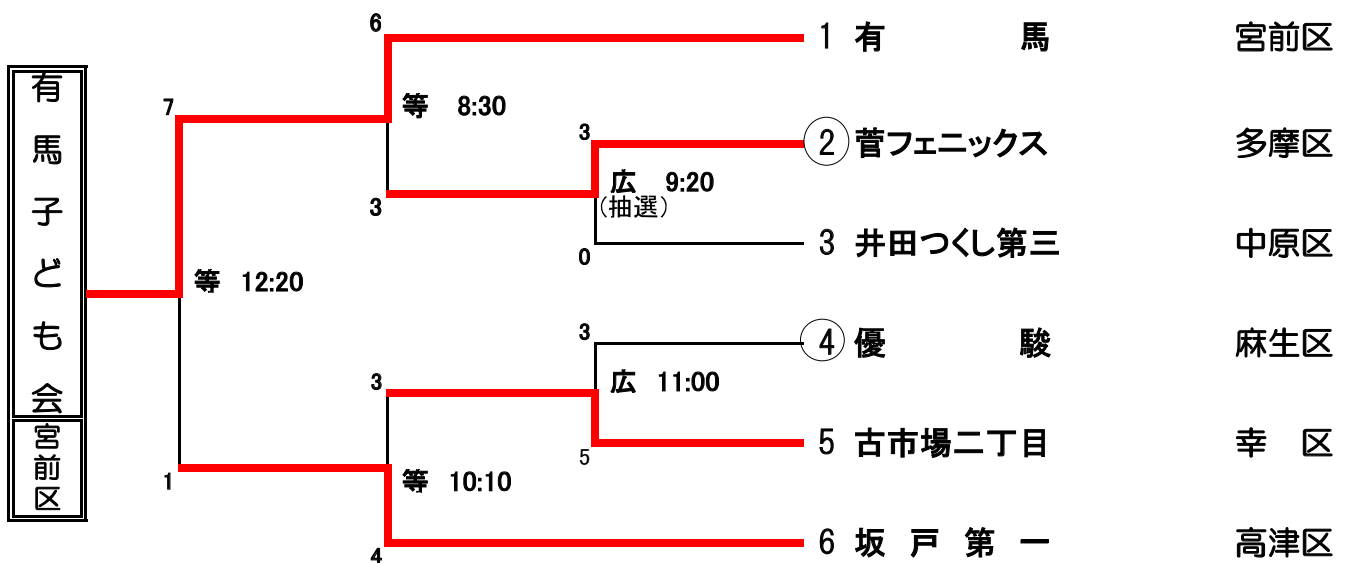 有馬子ども会
宮前区
6
1 有 馬 宮前区
7
等 8:30
3
② 菅フェニックス 多摩区
広 9:20
(抽選)
3
0
3 井田つくし第三 中原区
等 12:20
3
④ 優 駿 麻生区
3
広 11:00
5
5 古市場二丁目 幸 区
1
等 10:10
4
6 坂戸第一 高津区